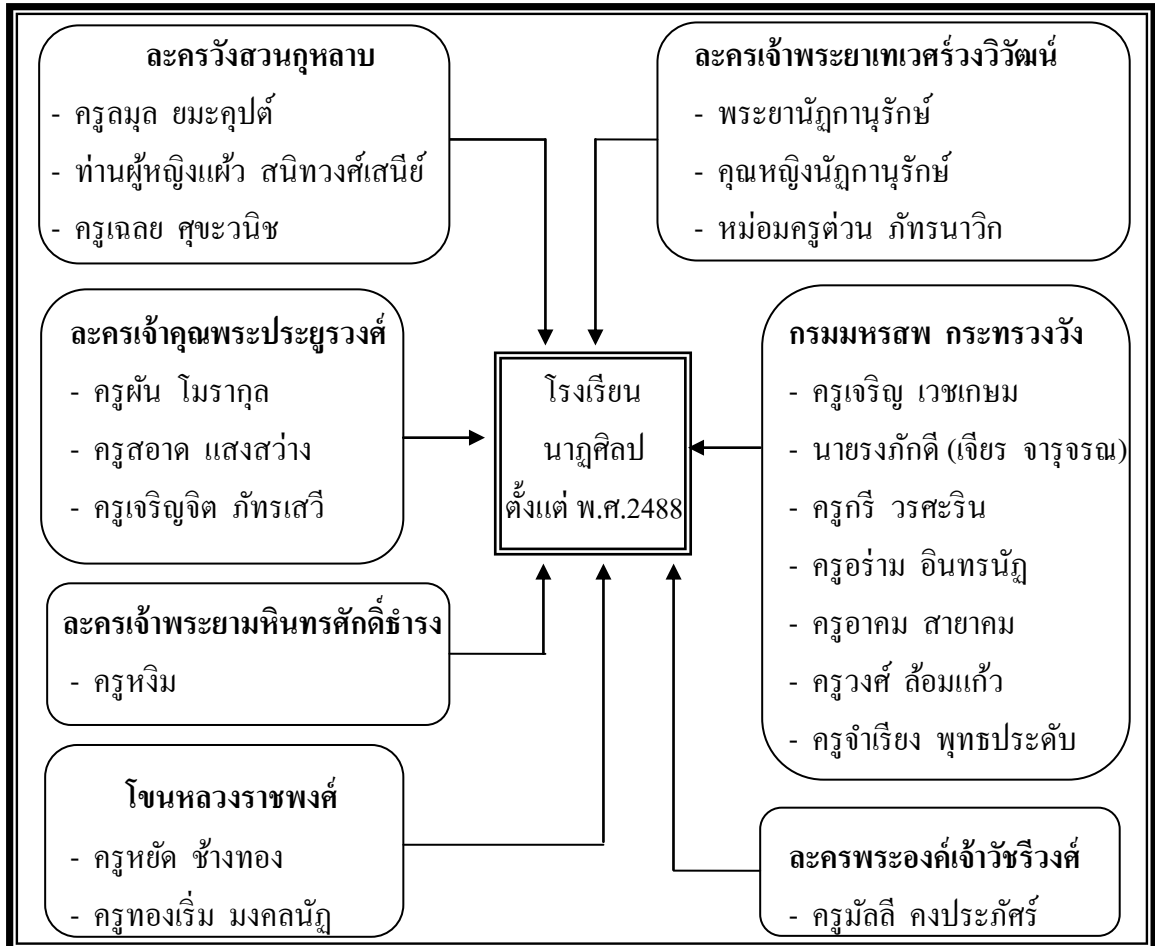 ละครวังสวนกุหลาบ
- ครูลมุล ยมะคุปต์
- ท่านผู้หญิงแผ้ว สนิทวงศ์เสนีย์
- ครูเฉลย ศุขะวนิช
ละครเจ้าพระยาเทเวศร์วงวิวัฒน์
- พระยานัฏกานุรักษ์
- คุณหญิงนัฏกานุรักษ์
- หม่อมครูต่วน ภัทรนาวิก
ละครเจ้าคุณพระประยูรวงศ์
- ครูผัน โมรากุล
- ครูสอาด แสงสว่าง
- ครูเจริญจิต ภัทรเสวี
โรงเรียน
นาฏศิลป
ตั้งแต่ พ.ศ.2488
กรมมหรสพ กระทรวงวัง
- ครูเจริญ เวชเกษม
- นายรงภักดี (เจียร จารุจรณ)
- ครูกรี วรศะริน
- ครูอร่าม อินทรนัฏ
- ครูอาคม สายาคม
- ครูวงศ์ ล้อมแก้ว
- ครูจำเรียง พุทธประดับ
ละครเจ้าพระยามหินทรศักดิ์ธำรง
- ครูหงิม
โขนหลวงราชพงศ์
- ครูหยัด ช้างทอง
- ครูทองเริ่ม มงคลนัฏ
ละครพระองค์เจ้าวัชรีวงศ์
- ครูมัลลี คงประภัศร์